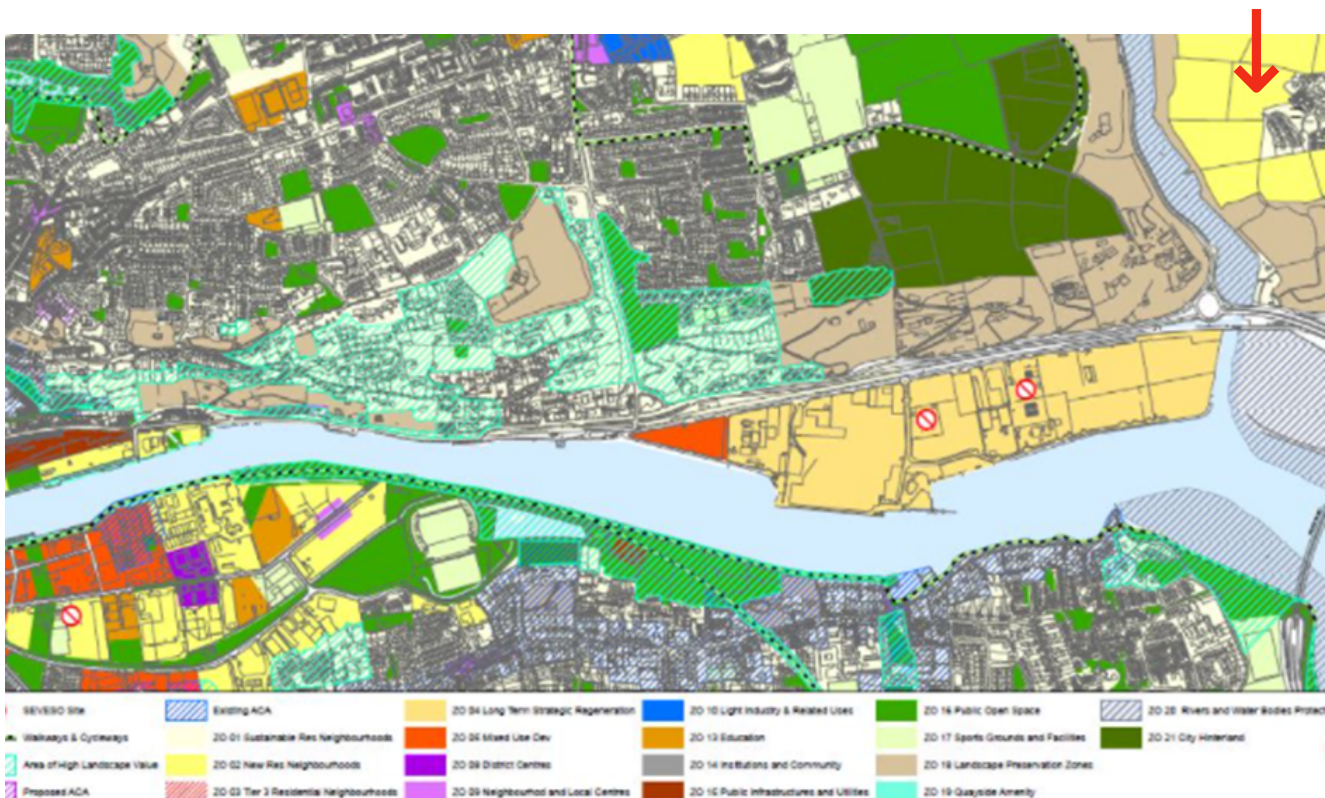 SEVESO Site
Walkways & Cycleways
Area of High Landscape Value
Proposed ACA
Existing ACA
ZO 01 Sustainable Res Neighbourhoods
ZO 02 New Res Neighbourhoods
ZO 03 Tier 3 Residential Neighbourhoods
ZO 04 Long Term Strategic Regeneration
ZO 05 Mixed Use Dev
ZO 08 District Centres
ZO 09 Neighbourhod and Local Centres
ZO 10 Light Industry & Related Uses
ZO 13 Education
ZO 14 Institutions and Community
ZO 15 Public Infrastructures and Utilities
ZO 16 Public Open Space
ZO 17 Sports Grounds and Facilities
ZO 18 Landscape Preservation Zones
ZO 19 Quayside Amenity
ZO 20 Rivers and Water Bodies Protect
ZO 21 City Hinterland